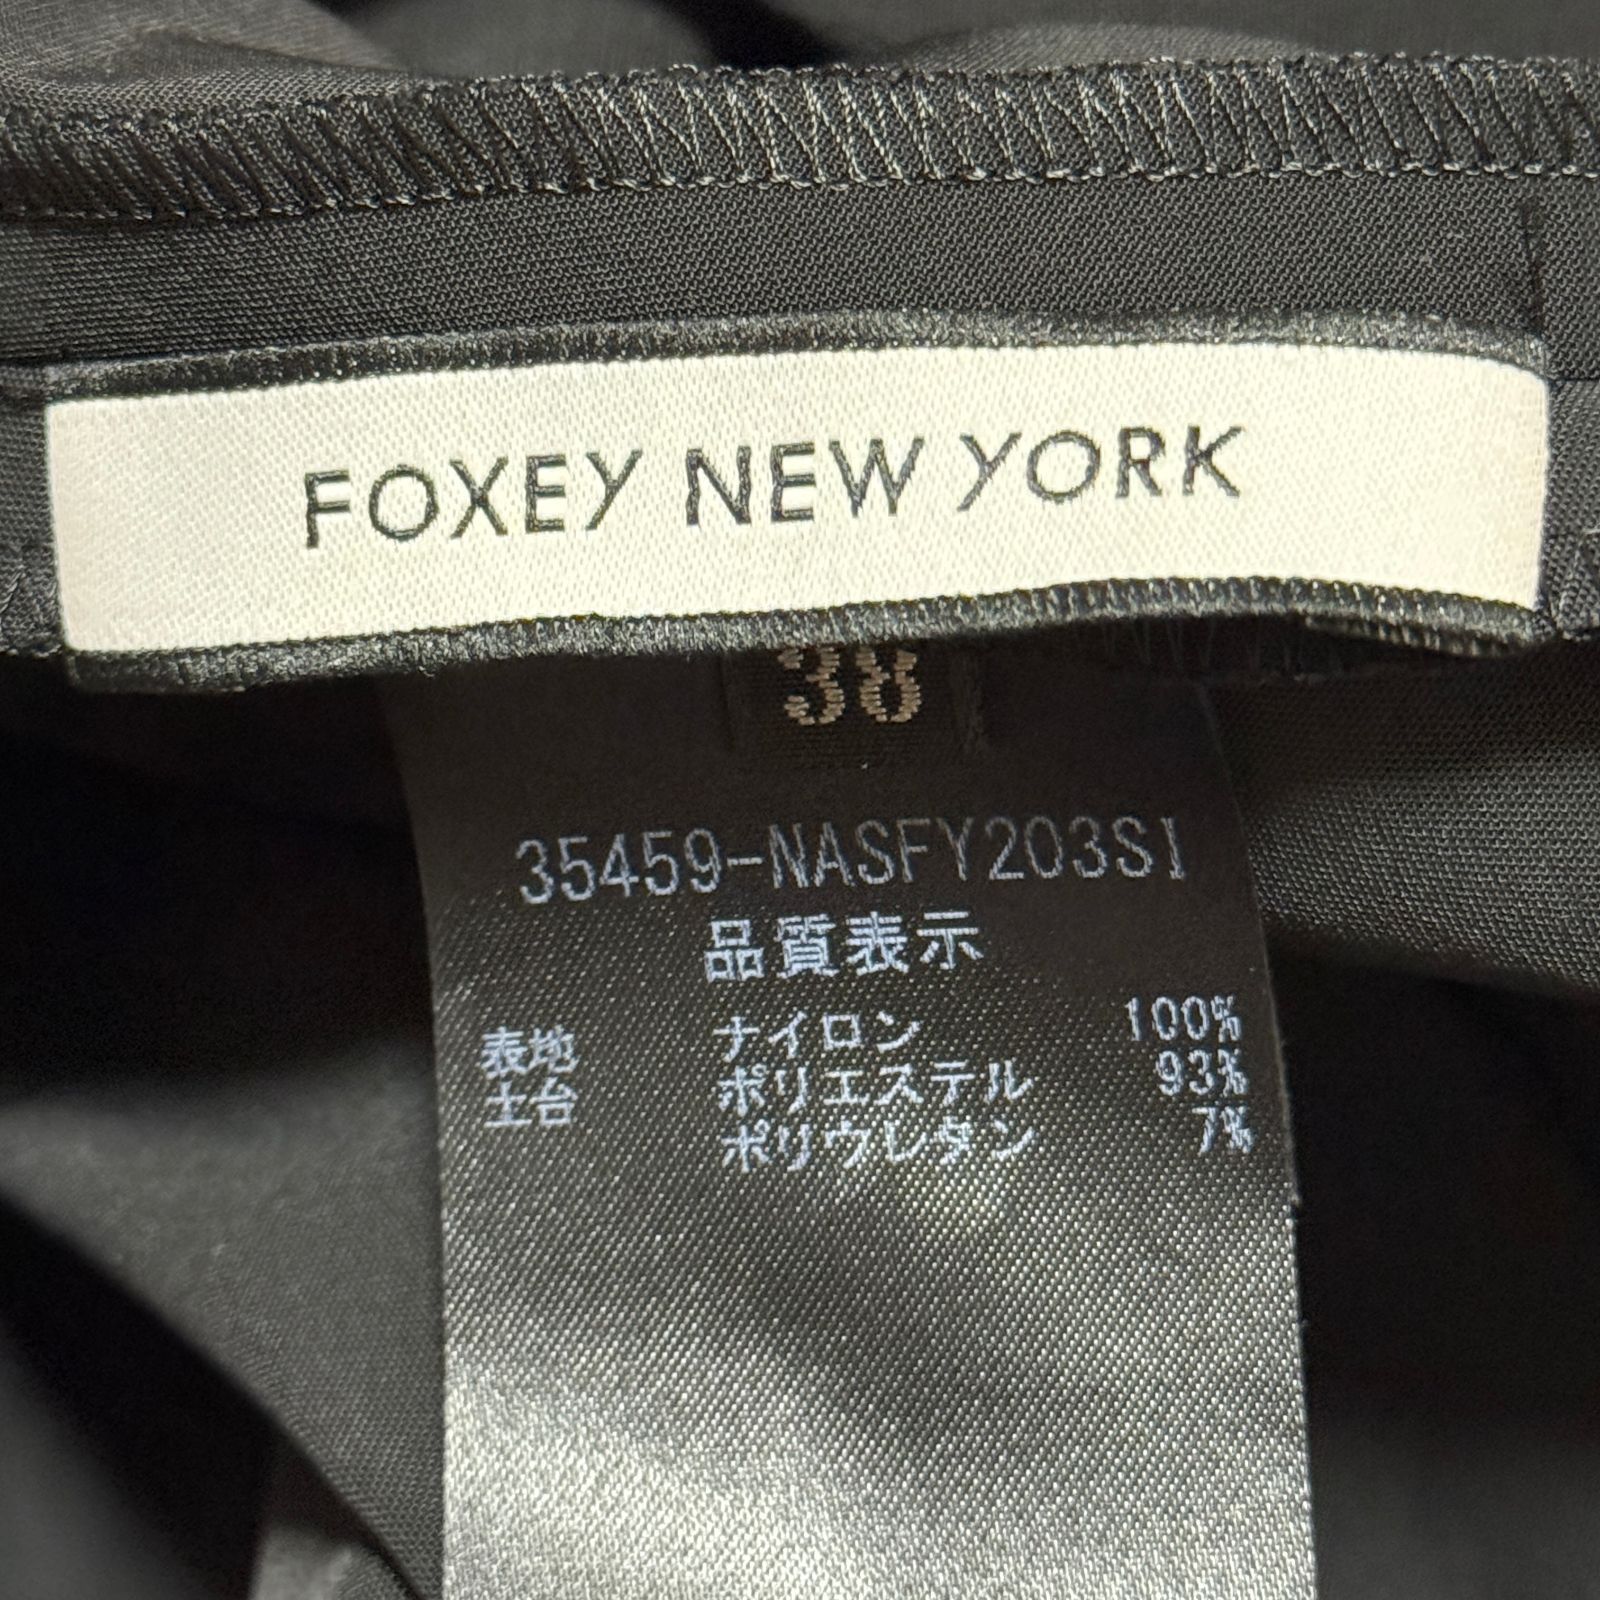 FOXEY NEW YORK
38
35459-NASFY203SI
品質表示
表地 ナイロン 100%
土台 ポリエステル 93%
ポリウレタン 7%